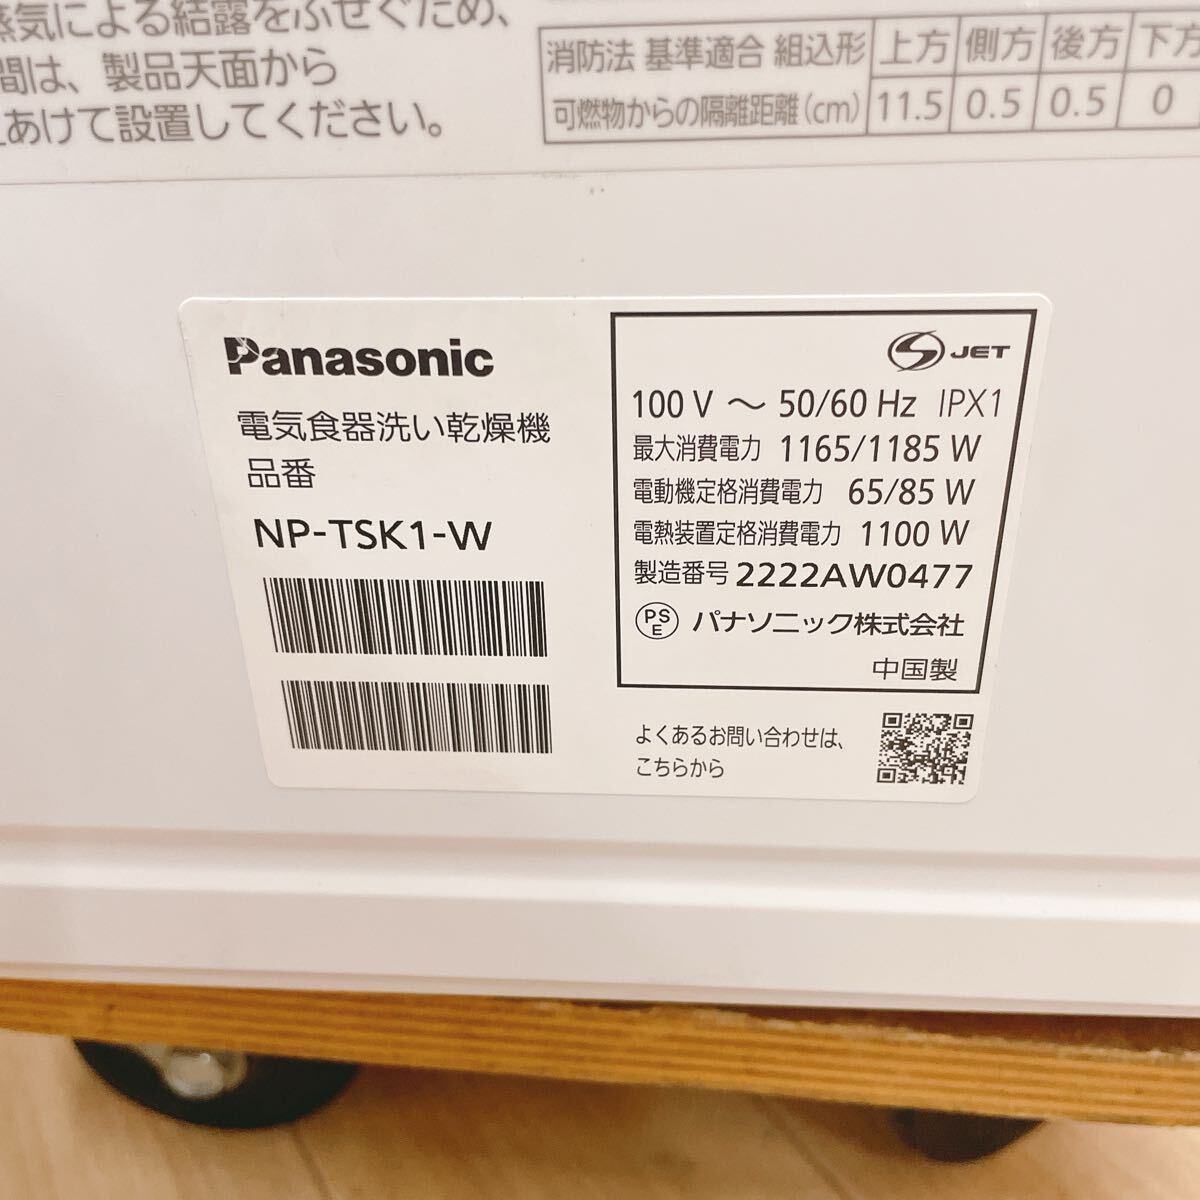 蒸気による結露をふせぐため、
間は、製品天面から
あけて設置してください。
消防法 基準適合 組込形 上方 側方 後方 下方
可燃物からの隔離距離(cm) 11.5 0.5 0.5 0
Panasonic
電気食器洗い乾燥機
品番
NP-TSK1-W
JET
100 V ～ 50/60 Hz IPX1
最大消費電力 1165/1185 W
電動機定格消費電力 65/85 W
電熱装置定格消費電力 1100 W
製造番号 2222AW0477
PSE パナソニック株式会社
中国製
よくあるお問い合わせは、
こちらから